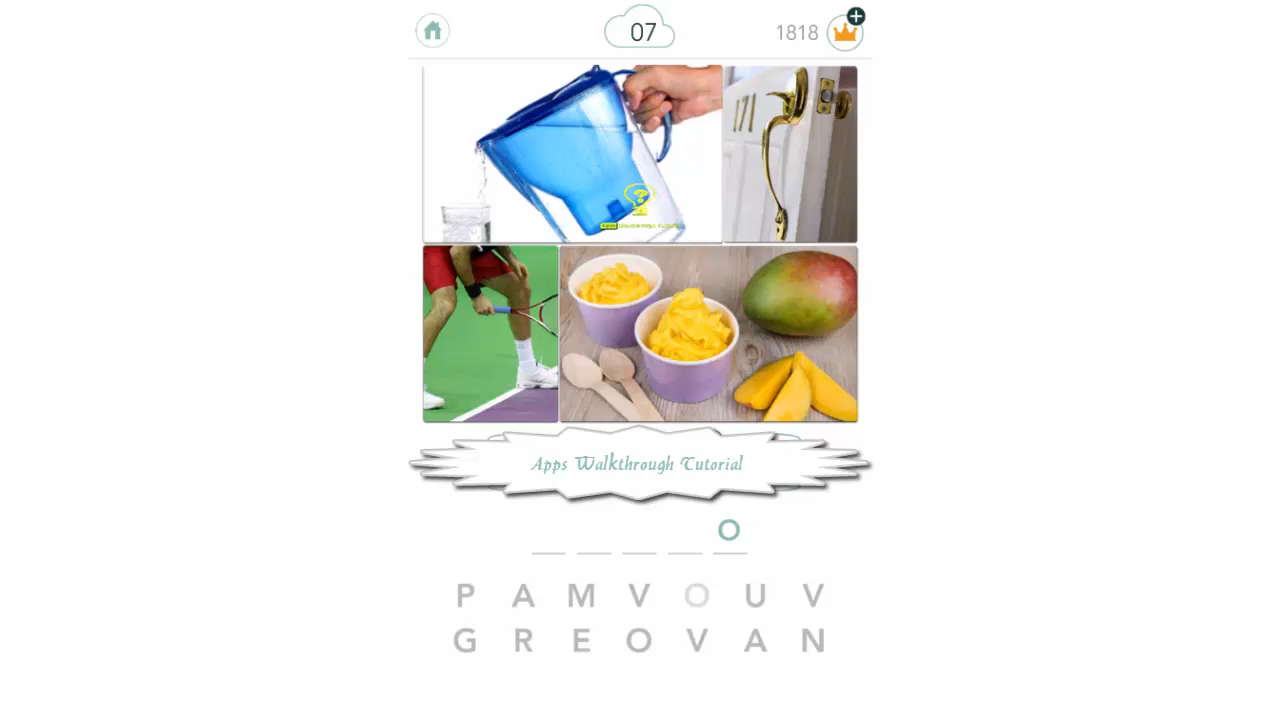 07
1818
171
Apps Walkthrough Tutorial
O
P A M V O U V
G R E O V A N